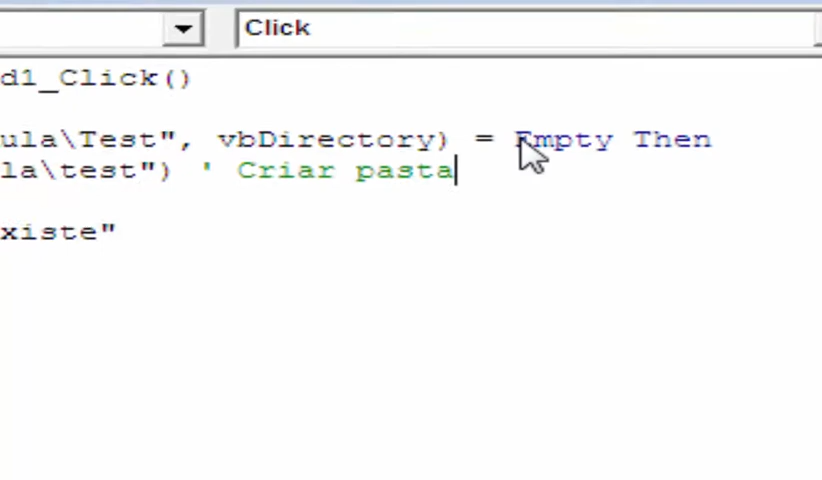 Click
d1_Click()
ula\Test", vbDirectory) = Empty Then
la\test") ' Criar pasta
xiste"